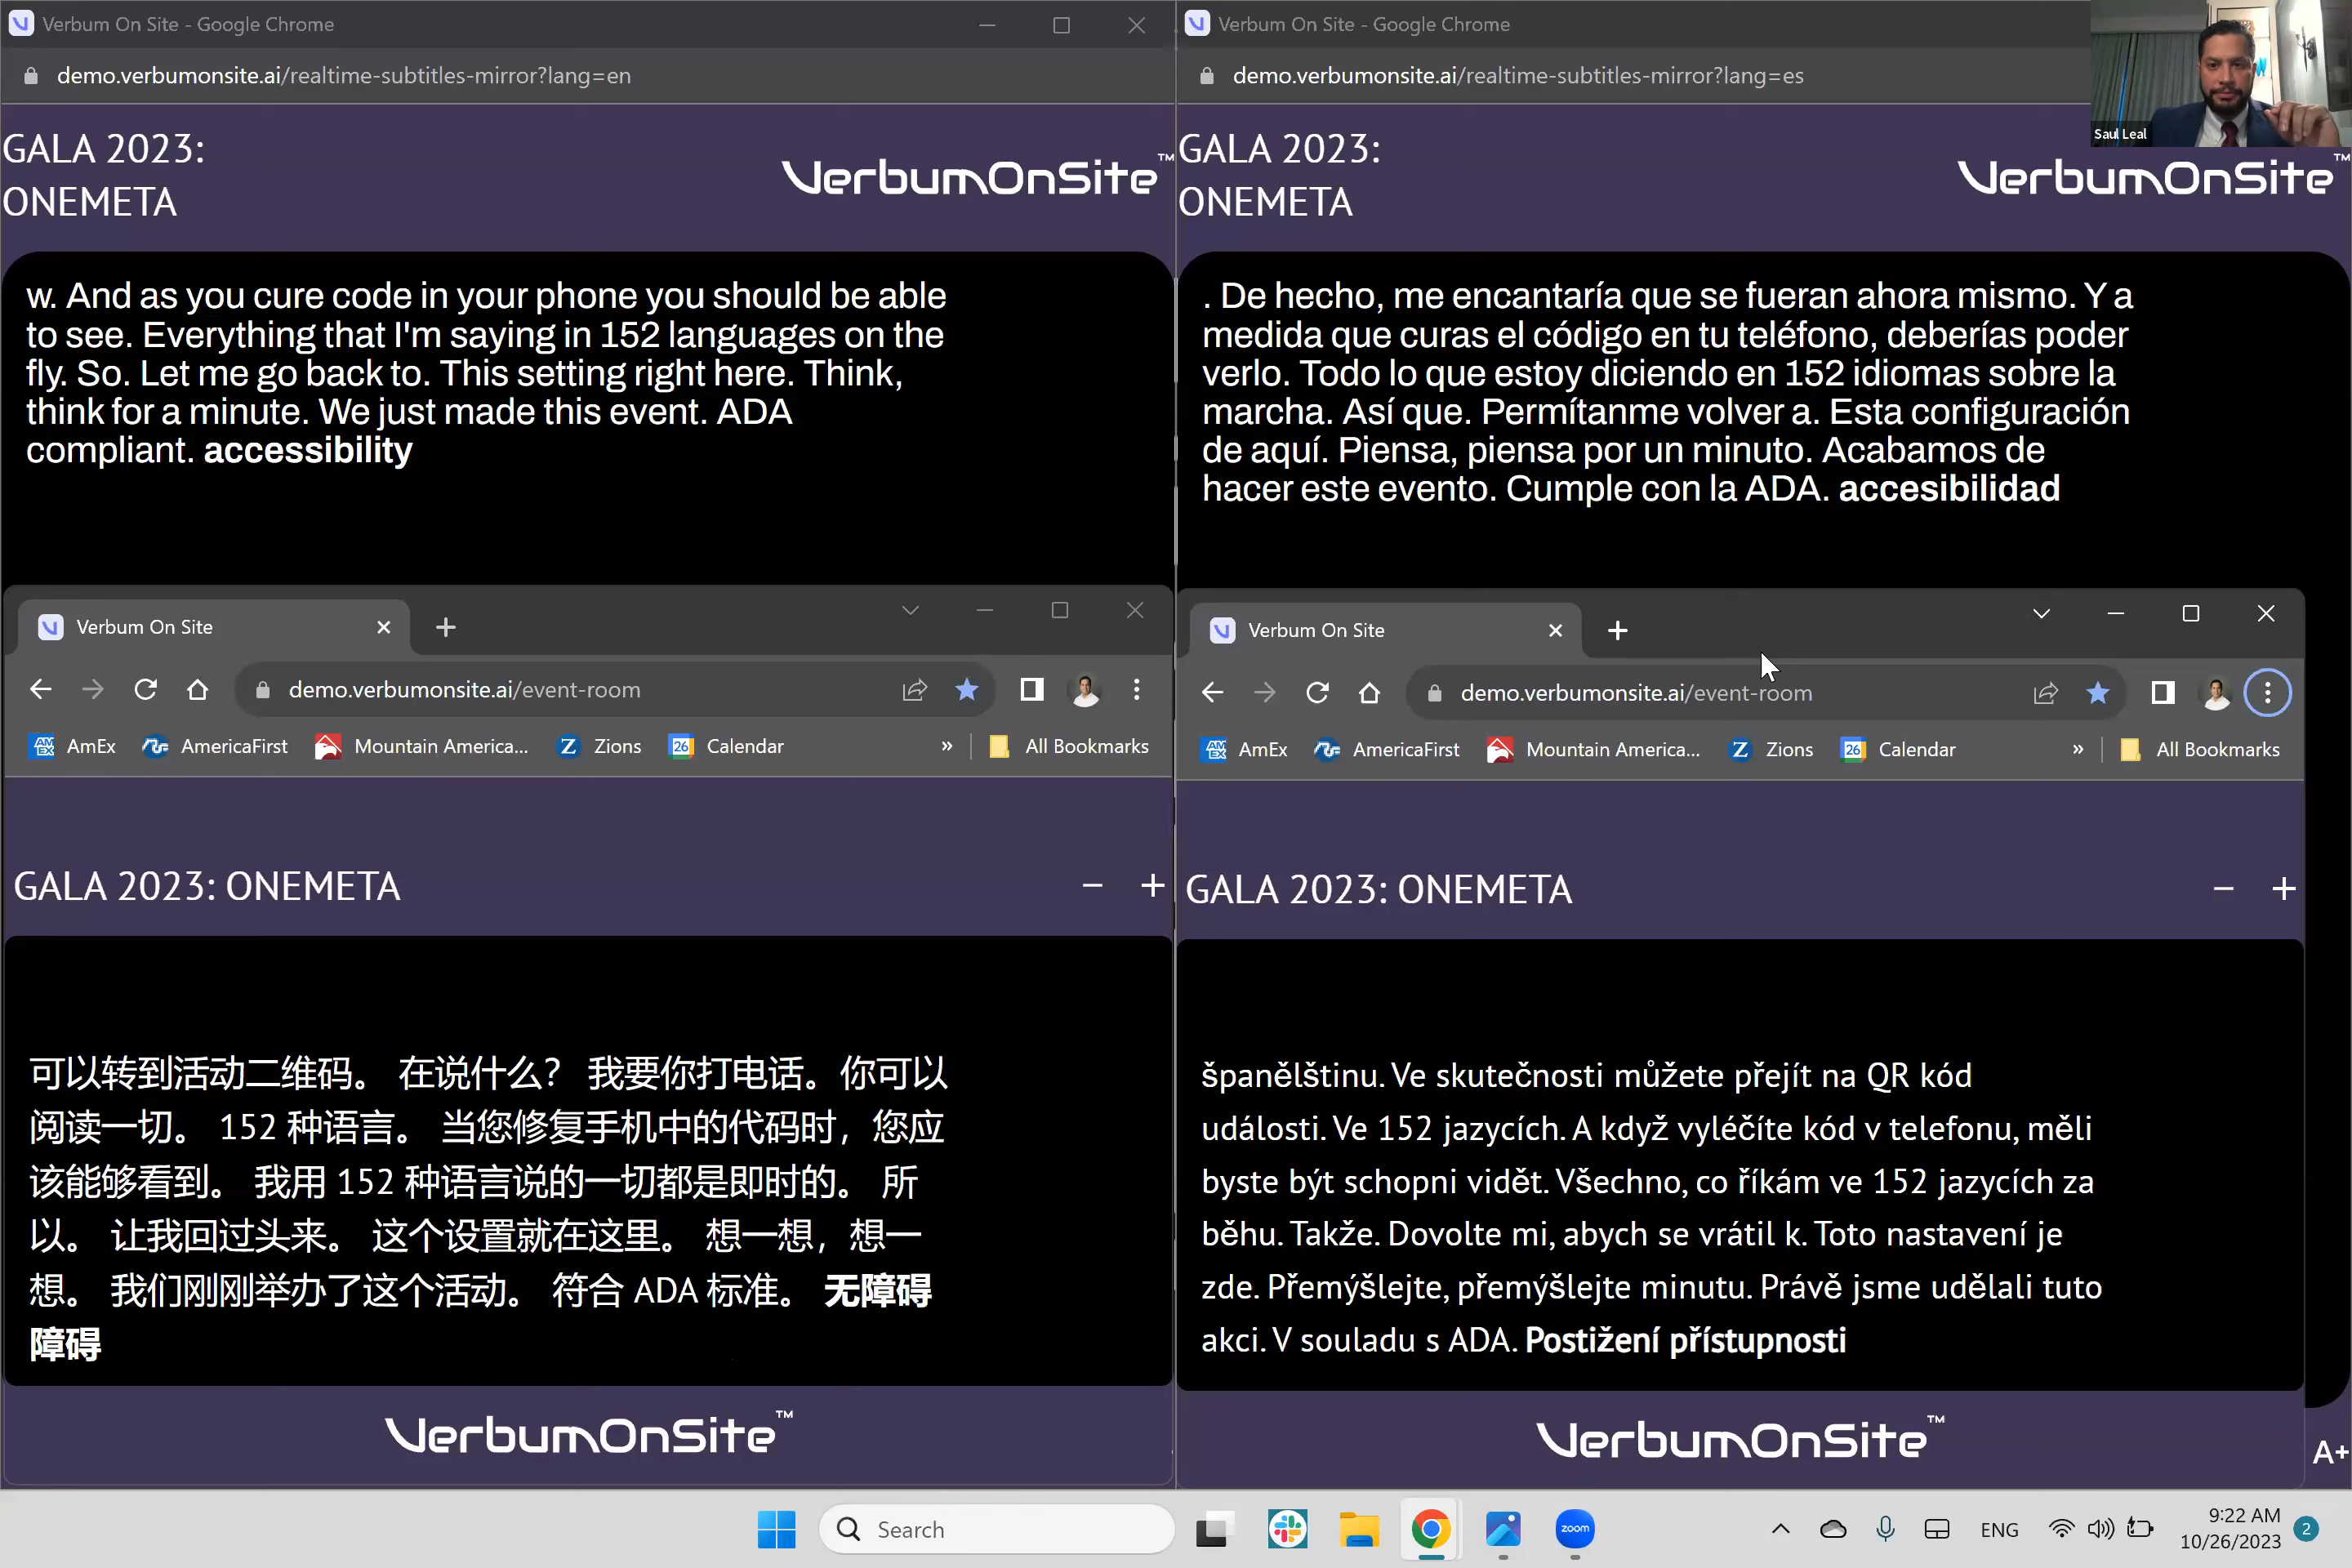 Verbum On Site - Google Chrome
demo.verbumonsite.ai/realtime-subtitles-mirror?lang=en
GALA 2023:
ONEMETA
VerbumOnSite™
w. And as you cure code in your phone you should be able
to see. Everything that I'm saying in 152 languages on the
fly. So. Let me go back to. This setting right here. Think,
think for a minute. We just made this event. ADA
compliant. accessibility
Verbum On Site - Google Chrome
demo.verbumonsite.ai/realtime-subtitles-mirror?lang=es
Saul Leal
GALA 2023:
ONEMETA
VerbumOnSite™
. De hecho, me encantaría que se fueran ahora mismo. Y a
medida que curas el código en tu teléfono, deberías poder
verlo. Todo lo que estoy diciendo en 152 idiomas sobre la
marcha. Así que. Permítanme volver a. Esta configuración
de aquí. Piensa, piensa por un minuto. Acabamos de
hacer este evento. Cumple con la ADA. accesibilidad
Verbum On Site
demo.verbumonsite.ai/event-room
AM EX AmEx AmericaFirst Mountain America... Z Zions 26 Calendar » All Bookmarks
GALA 2023: ONEMETA − +
可以转到活动二维码。 在说什么？ 我要你打电话。你可以
阅读一切。 152 种语言。 当您修复手机中的代码时，您应
该能够看到。 我用 152 种语言说的一切都是即时的。 所
以。 让我回过头来。 这个设置就在这里。 想一想，想一
想。 我们刚刚举办了这个活动。 符合 ADA 标准。 无障碍
障碍
VerbumOnSite™
Verbum On Site
demo.verbumonsite.ai/event-room
AM EX AmEx AmericaFirst Mountain America... Z Zions 26 Calendar » All Bookmarks
GALA 2023: ONEMETA − +
španělštinu. Ve skutečnosti můžete přejít na QR kód
události. Ve 152 jazycích. A když vyléčíte kód v telefonu, měli
byste být schopni vidět. Všechno, co říkám ve 152 jazycích za
běhu. Takže. Dovolte mi, abych se vrátil k. Toto nastavení je
zde. Přemýšlejte, přemýšlejte minutu. Právě jsme udělali tuto
akci. V souladu s ADA. Postižení přístupnosti
VerbumOnSite™
A+
Search
zoom
ENG
9:22 AM
10/26/2023
2